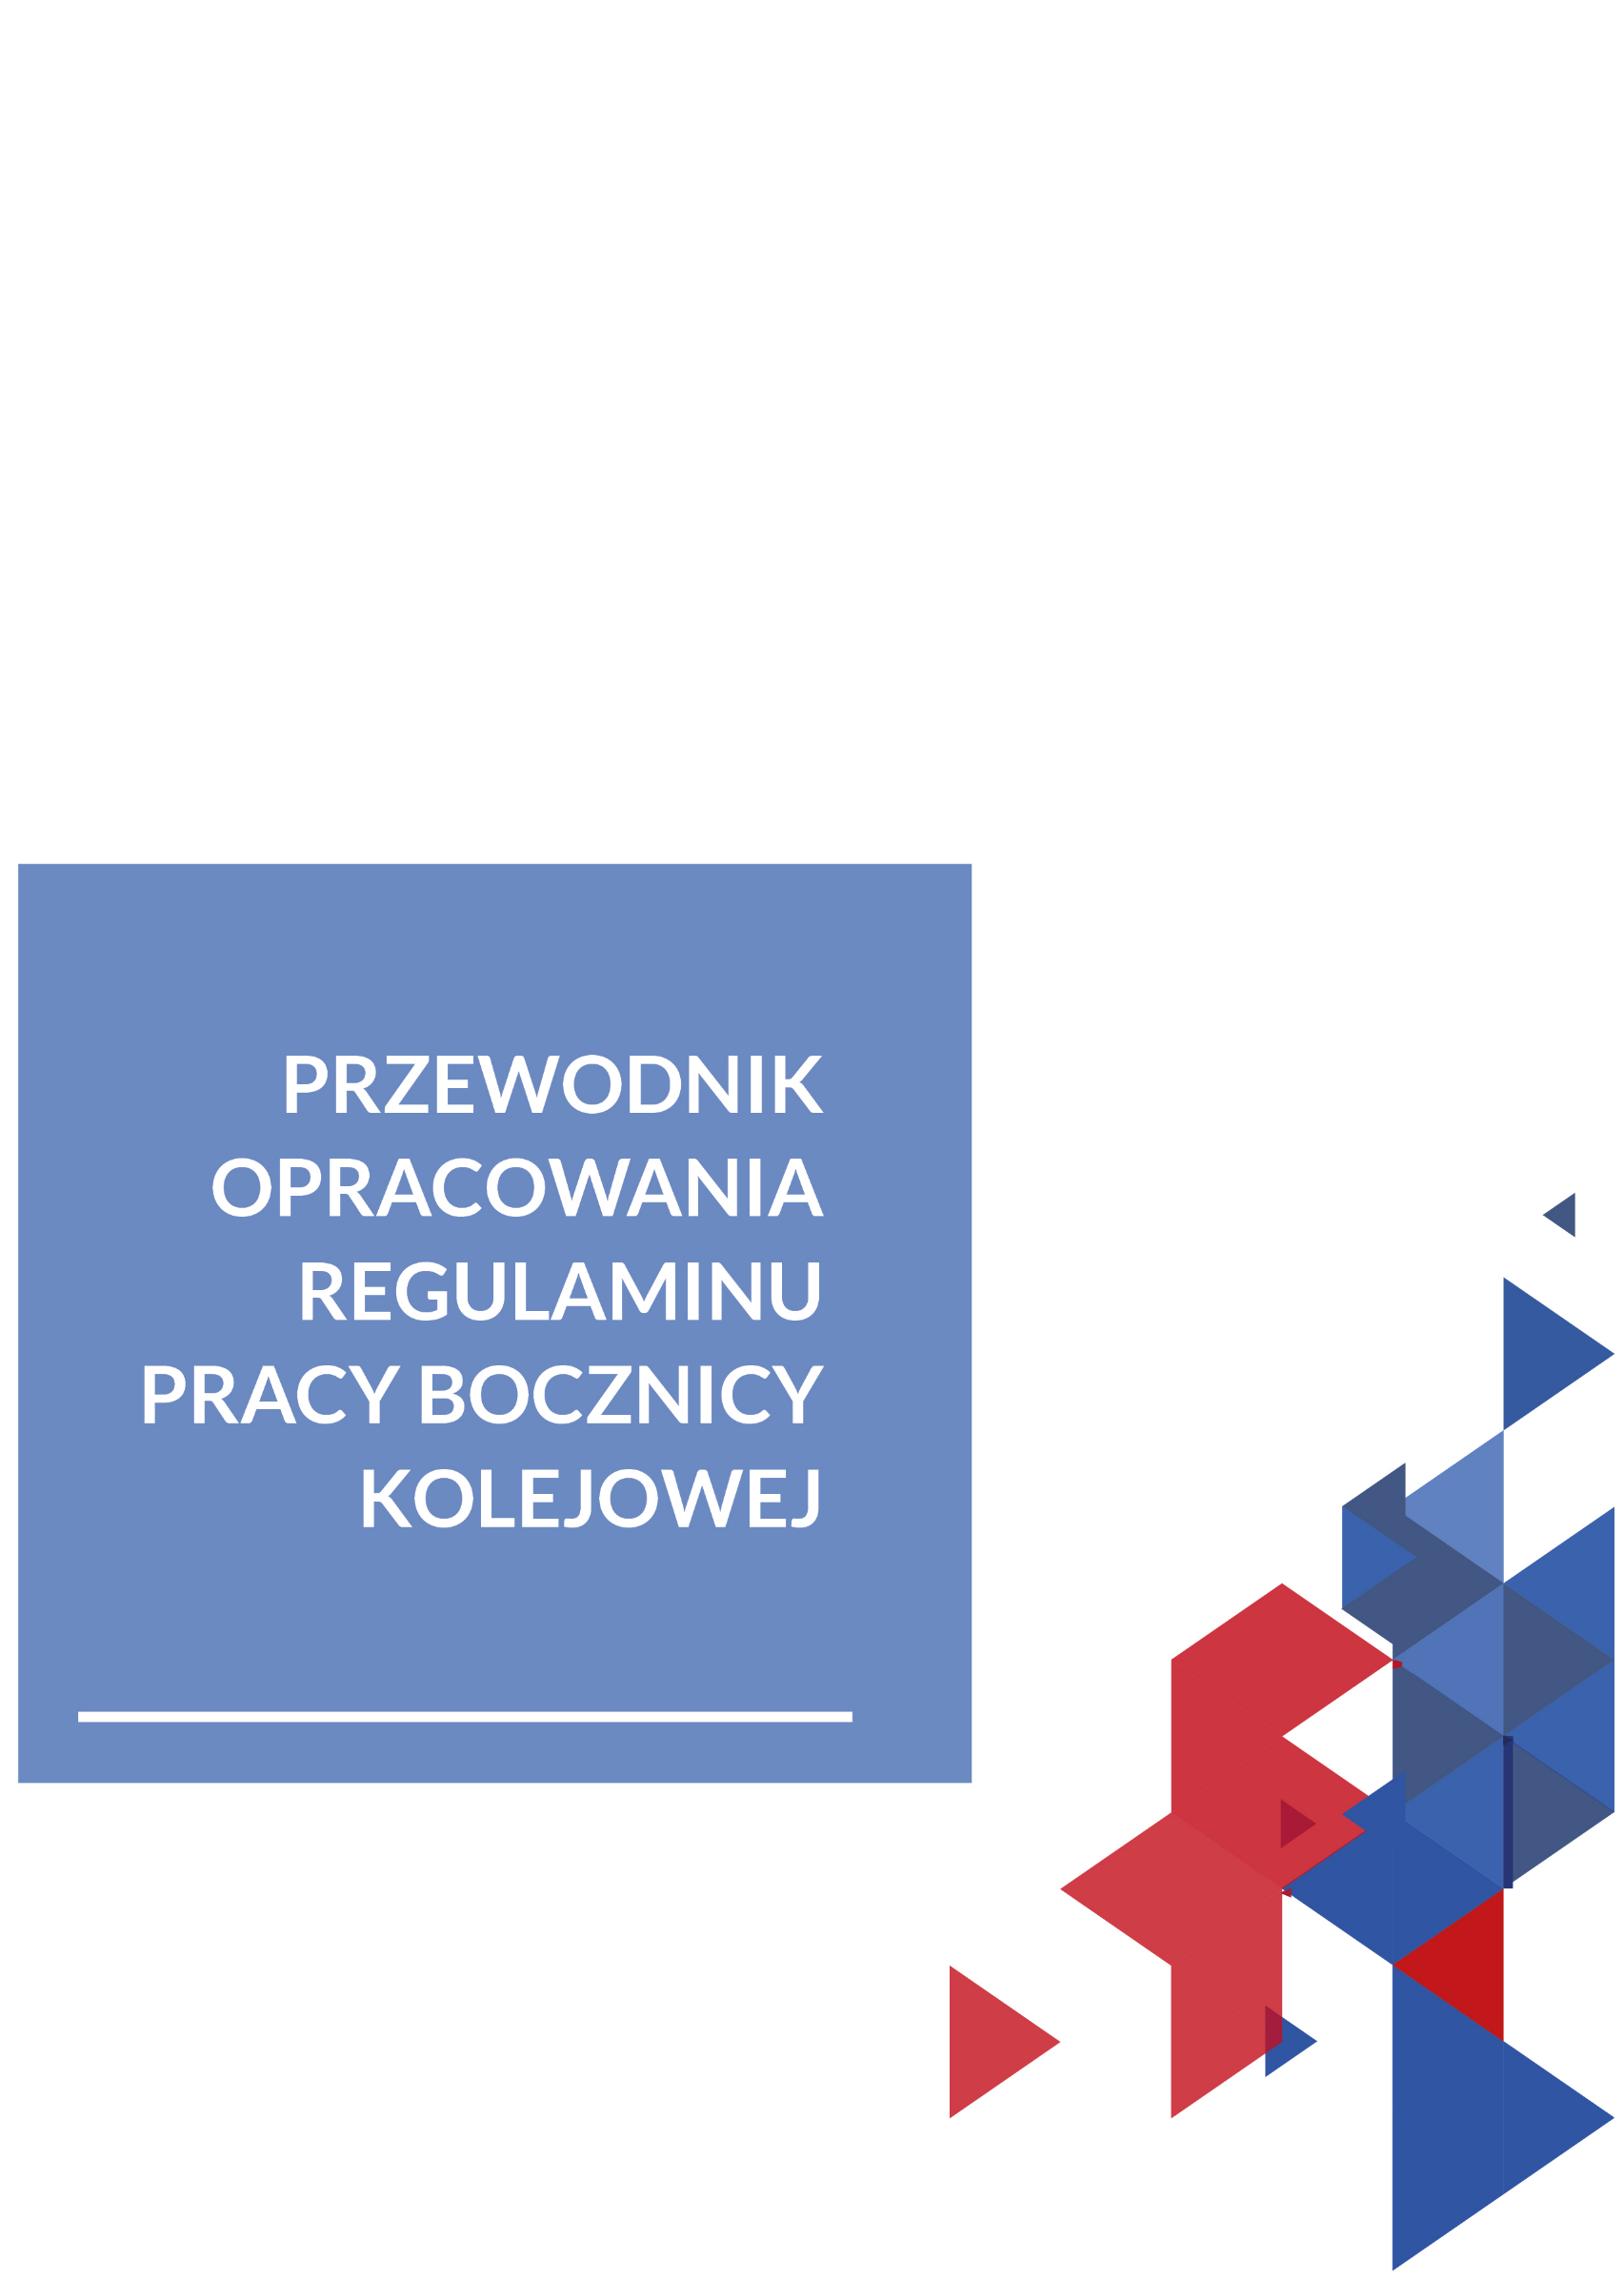 PRZEWODNIK
OPRACOWANIA
REGULAMINU
PRACY BOCZNICY
KOLEJOWEJ